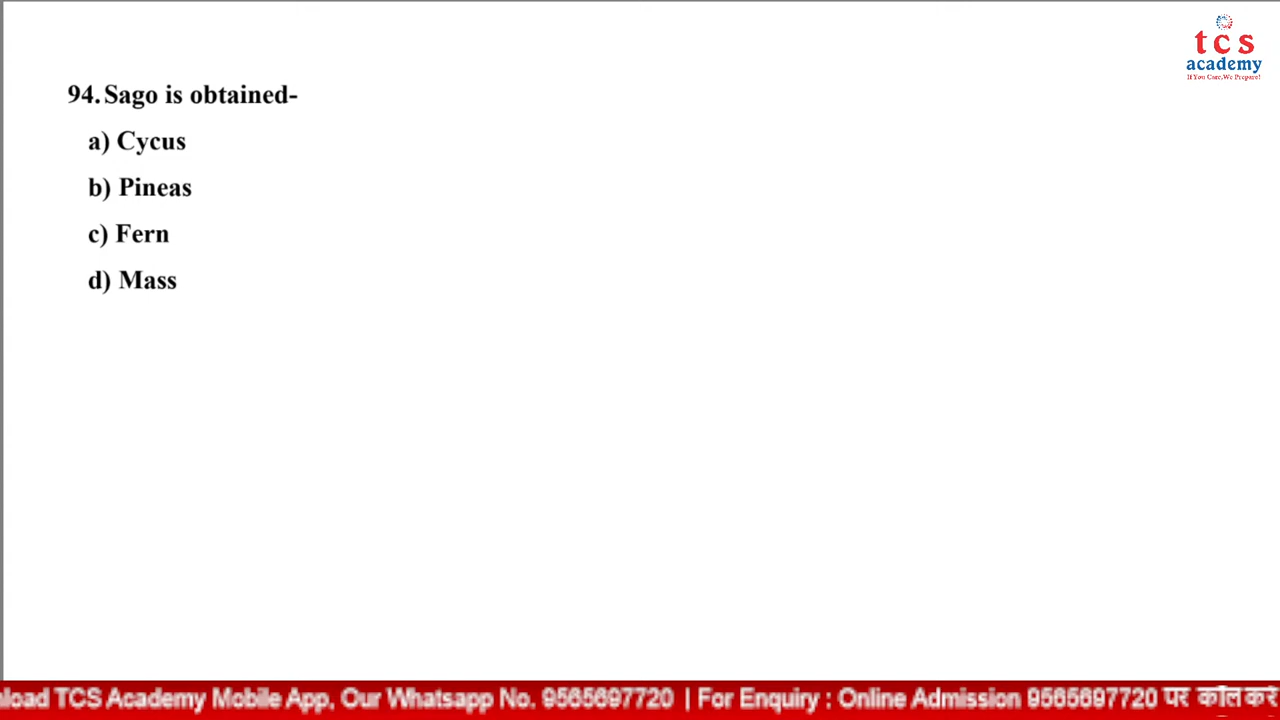 tcs
academy
If You Care, We Prepare!
94. Sago is obtained-
a) Cycus
b) Pineas
c) Fern
d) Mass
nload TCS Academy Mobile App, Our Whatsapp No. 9565697720 | For Enquiry : Online Admission 9565697720 पर कॉल करें